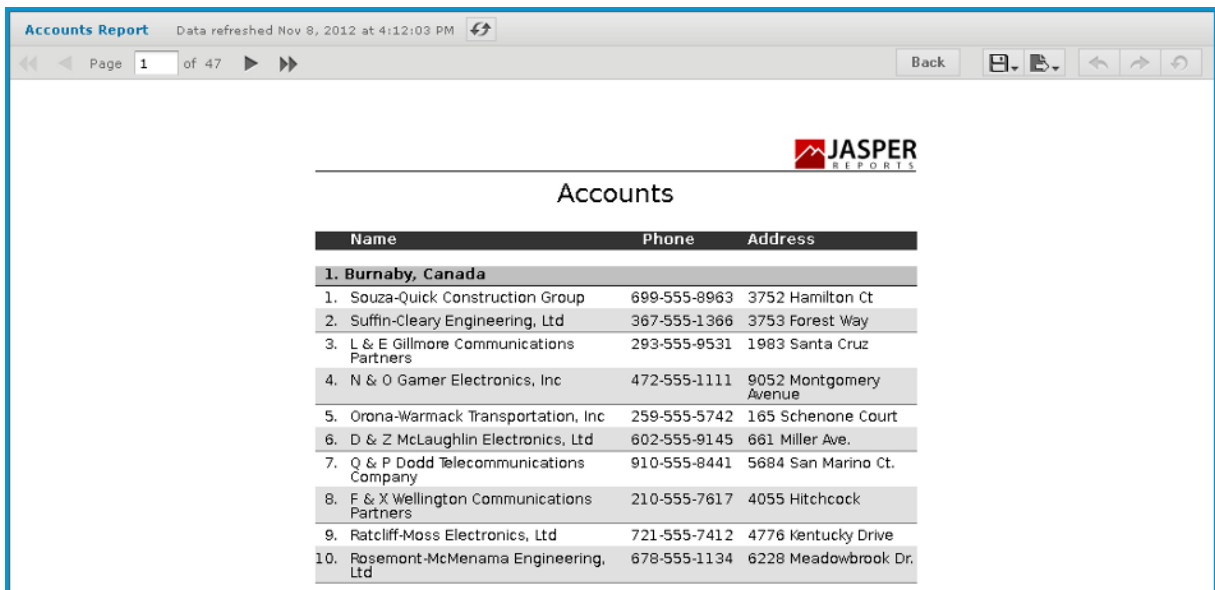 Accounts Report Data refreshed Nov 8, 2012 at 4:12:03 PM
Page 1 of 47 Back
JASPER
REPORTS
Accounts
Name Phone Address
1. Burnaby, Canada
1. Souza-Quick Construction Group 699-555-8963 3752 Hamilton Ct
2. Suffin-Cleary Engineering, Ltd 367-555-1366 3753 Forest Way
3. L & E Gillmore Communications 293-555-9531 1983 Santa Cruz
Partners
4. N & O Garner Electronics, Inc 472-555-1111 9052 Montgomery
Avenue
5. Orona-Warmack Transportation, Inc 259-555-5742 165 Schenone Court
6. D & Z McLaughlin Electronics, Ltd 602-555-9145 661 Miller Ave.
7. Q & P Dodd Telecommunications 910-555-8441 5684 San Marino Ct.
Company
8. F & X Wellington Communications 210-555-7617 4055 Hitchcock
Partners
9. Ratcliff-Moss Electronics, Ltd 721-555-7412 4776 Kentucky Drive
10. Rosemont-McMenama Engineering, 678-555-1134 6228 Meadowbrook Dr.
Ltd